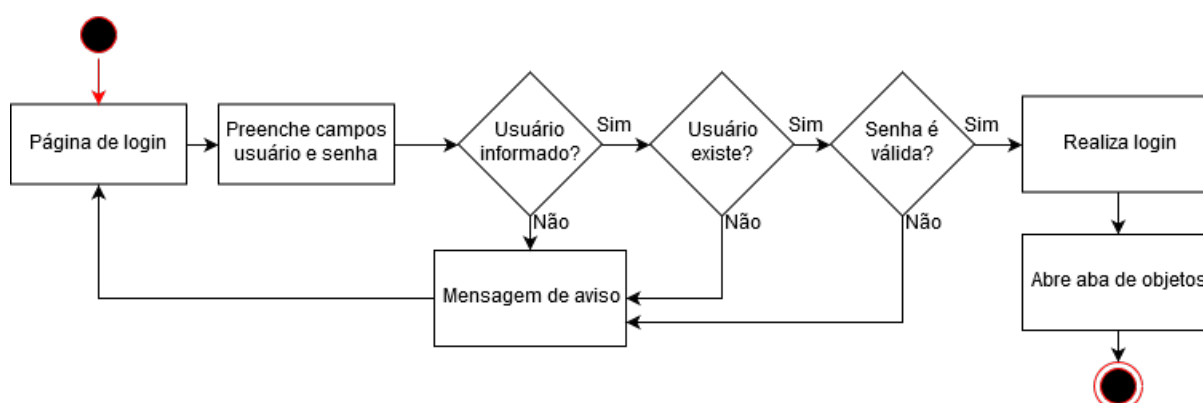 Página de login
Preenche campos
usuário e senha
Usuário
informado?
Sim
Usuário
existe?
Sim
Senha é
válida?
Sim
Realiza login
Não
Não
Não
Mensagem de aviso
Abre aba de objetos